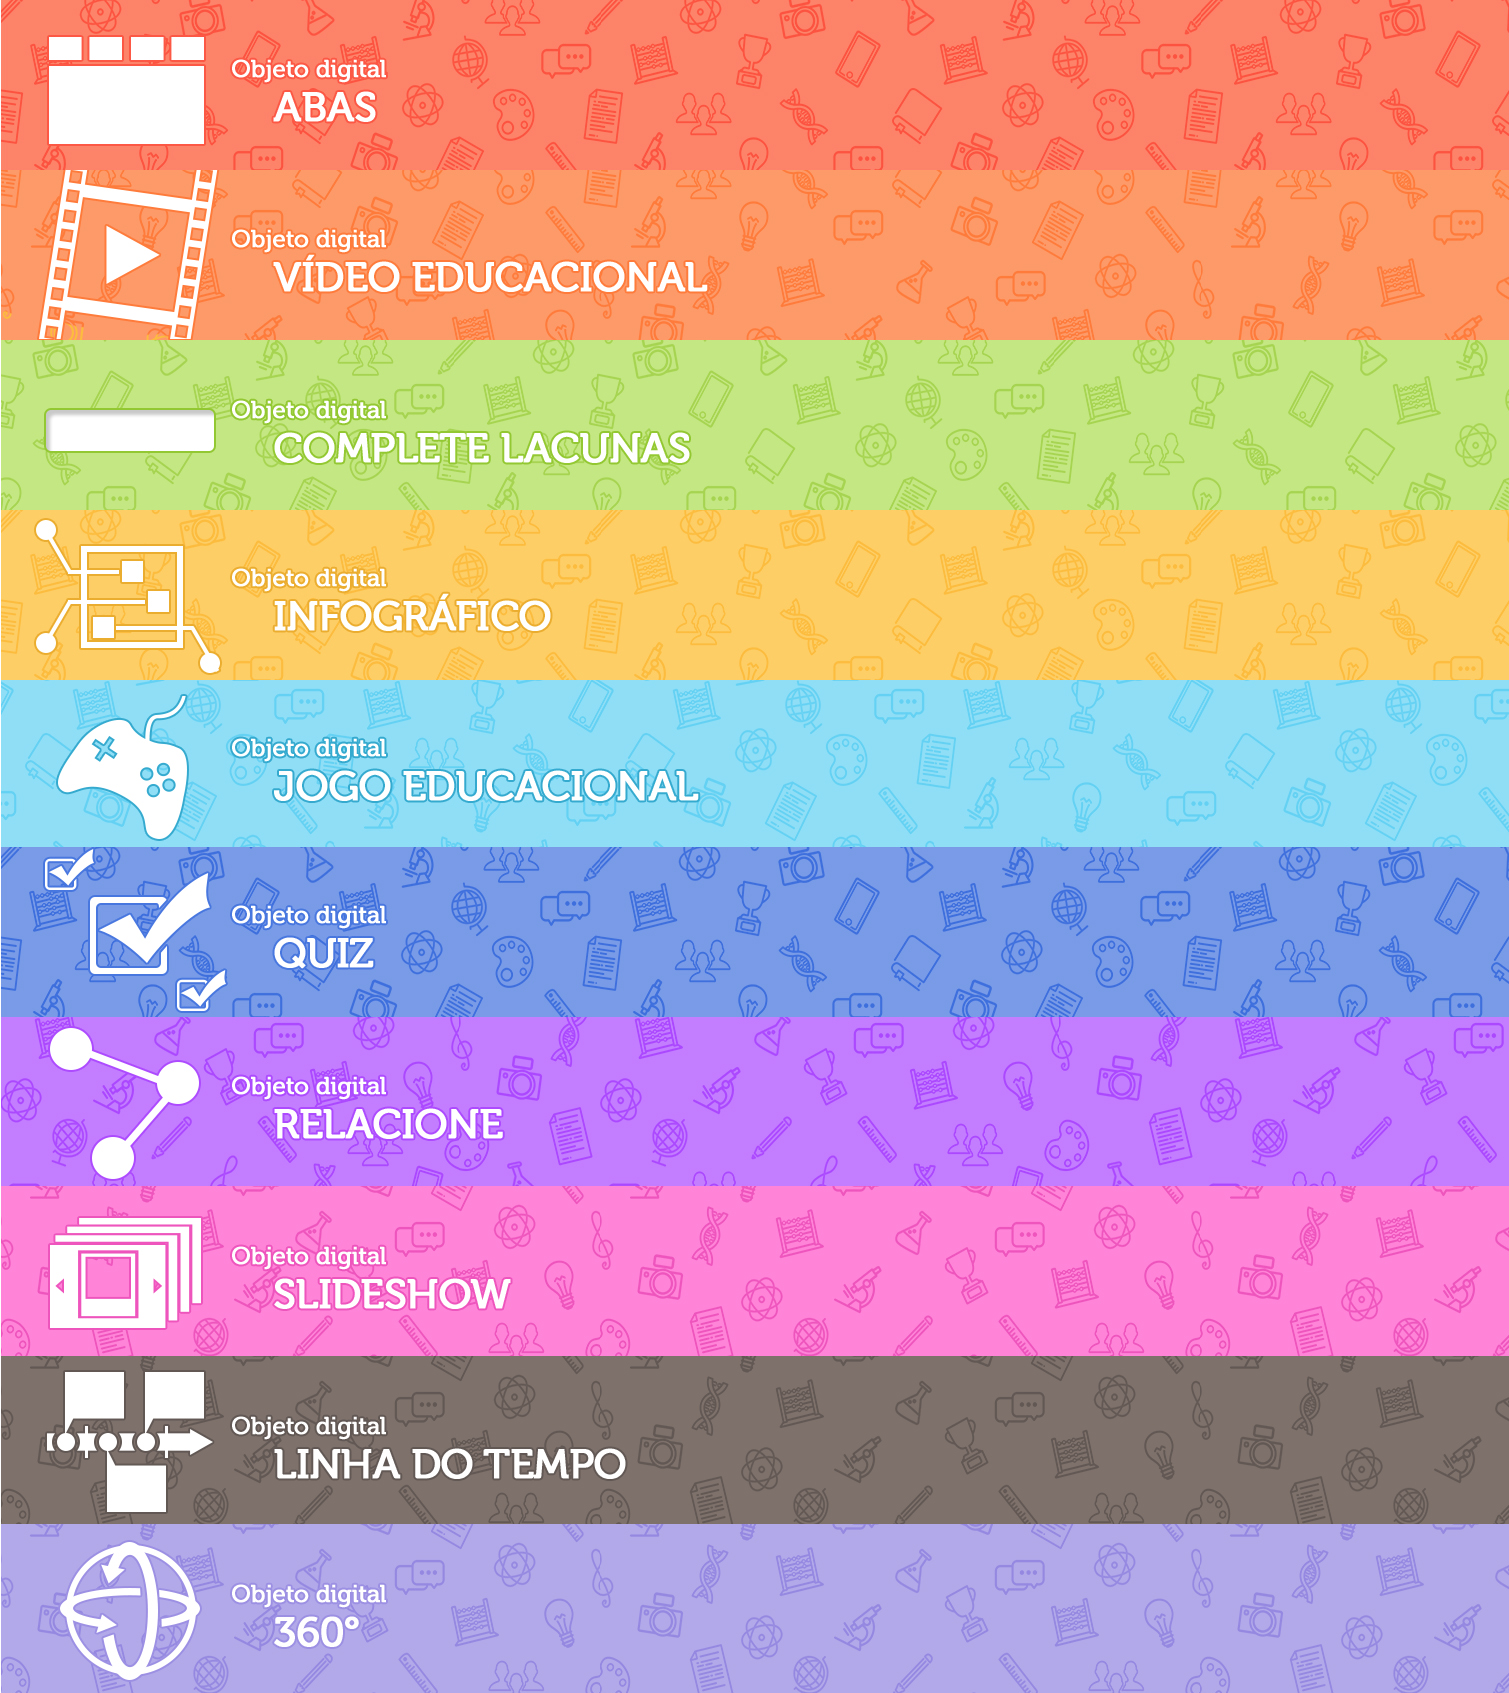 Objeto digital
ABAS
Objeto digital
VÍDEO EDUCACIONAL
Objeto digital
COMPLETE LACUNAS
Objeto digital
INFOGRÁFICO
Objeto digital
JOGO EDUCACIONAL
Objeto digital
QUIZ
Objeto digital
RELACIONE
Objeto digital
SLIDESHOW
Objeto digital
LINHA DO TEMPO
Objeto digital
360°